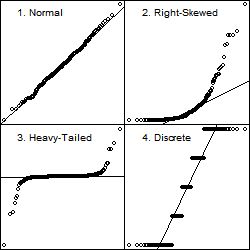 1. Normal
2. Right-Skewed
3. Heavy-Tailed
4. Discrete